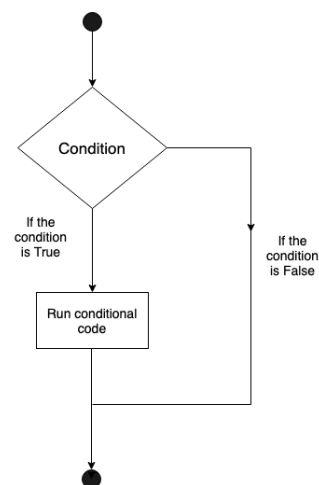 Condition
If the
condition
is True
If the
condition
is False
Run conditional
code